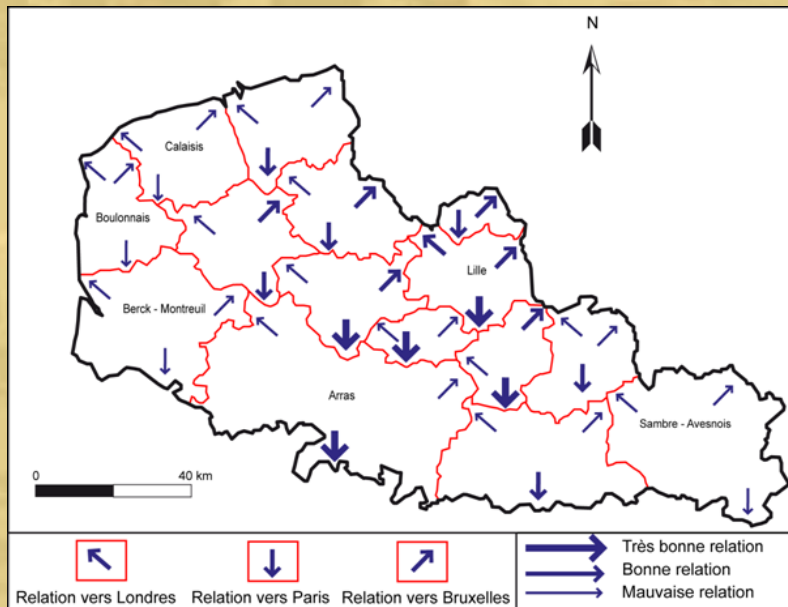 N
Calaisis
Boulonnais
Lille
Berck - Montreuil
Arras
Sambre - Avesnois
0 40 km
Relation vers Londres
Relation vers Paris
Relation vers Bruxelles
Très bonne relation
Bonne relation
Mauvaise relation